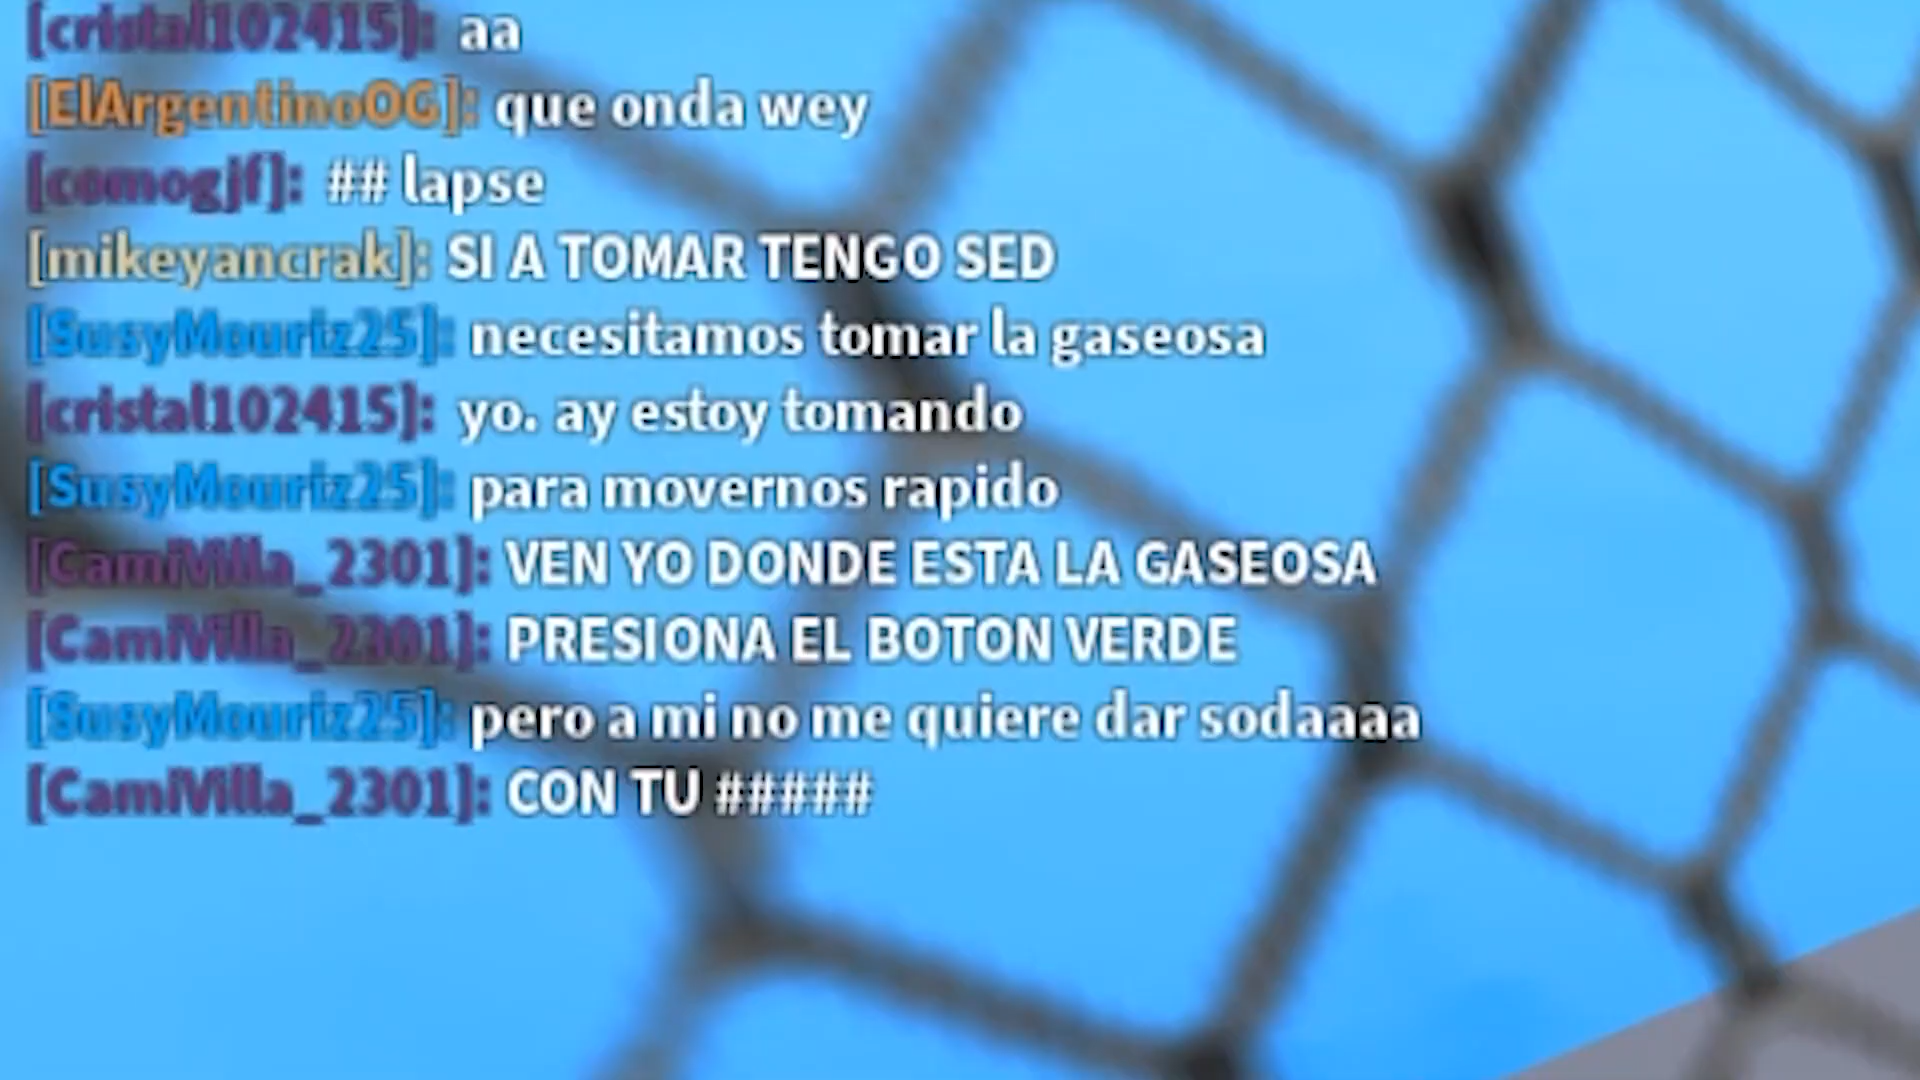 [cristal102415]: aa
[ElArgentinoOG]: que onda wey
[comogjf]: ## lapse
[mikeyancrak]: SI A TOMAR TENGO SED
[SusyMouriz25]: necesitamos tomar la gaseosa
[cristal102415]: yo. ay estoy tomando
[SusyMouriz25]: para movernos rapido
[CamiVilla_2301]: VEN YO DONDE ESTA LA GASEOSA
[CamiVilla_2301]: PRESIONA EL BOTON VERDE
[SusyMouriz25]: pero a mi no me quiere dar sodaaaa
[CamiVilla_2301]: CON TU #####